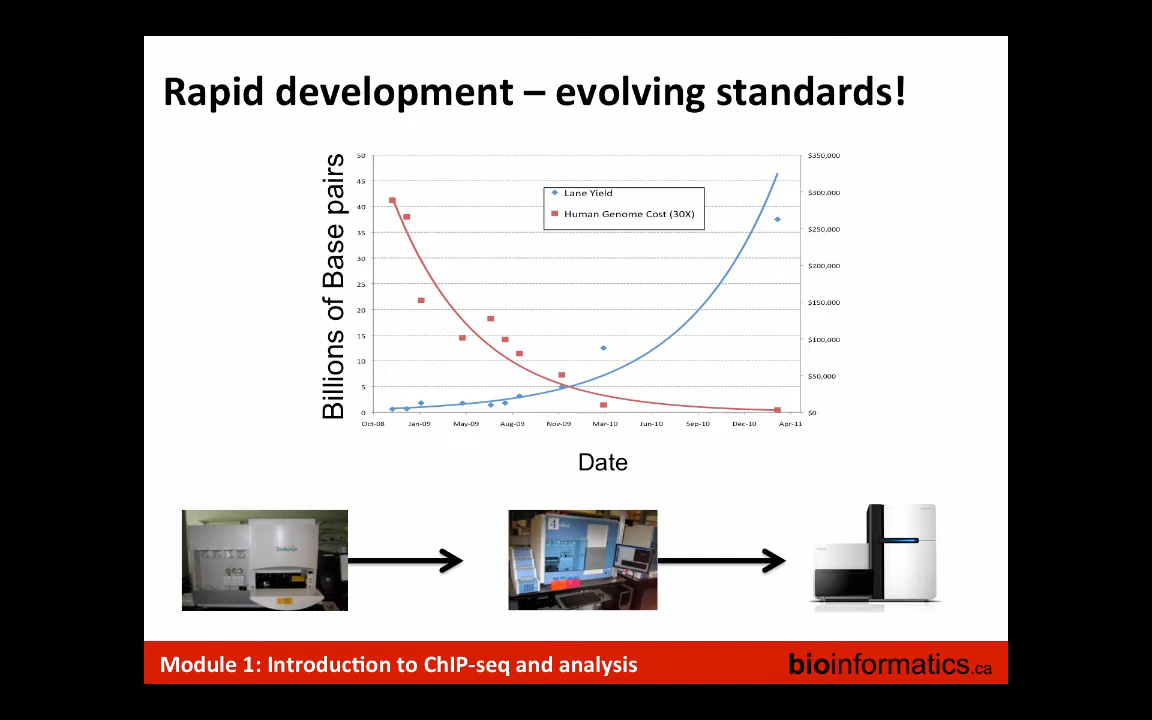 Rapid development – evolving standards!
Billions of Base pairs
50
45
40
35
30
25
20
15
10
5
0
Lane Yield
Human Genome Cost (30X)
$350,000
$300,000
$250,000
$200,000
$150,000
$100,000
$50,000
$0
Oct-08 Jan-09 May-09 Aug-09 Nov-09 Mar-10 Jun-10 Sep-10 Dec-10 Apr-11
Date
4
Module 1: Introduction to ChIP-seq and analysis
bioinformatics.ca